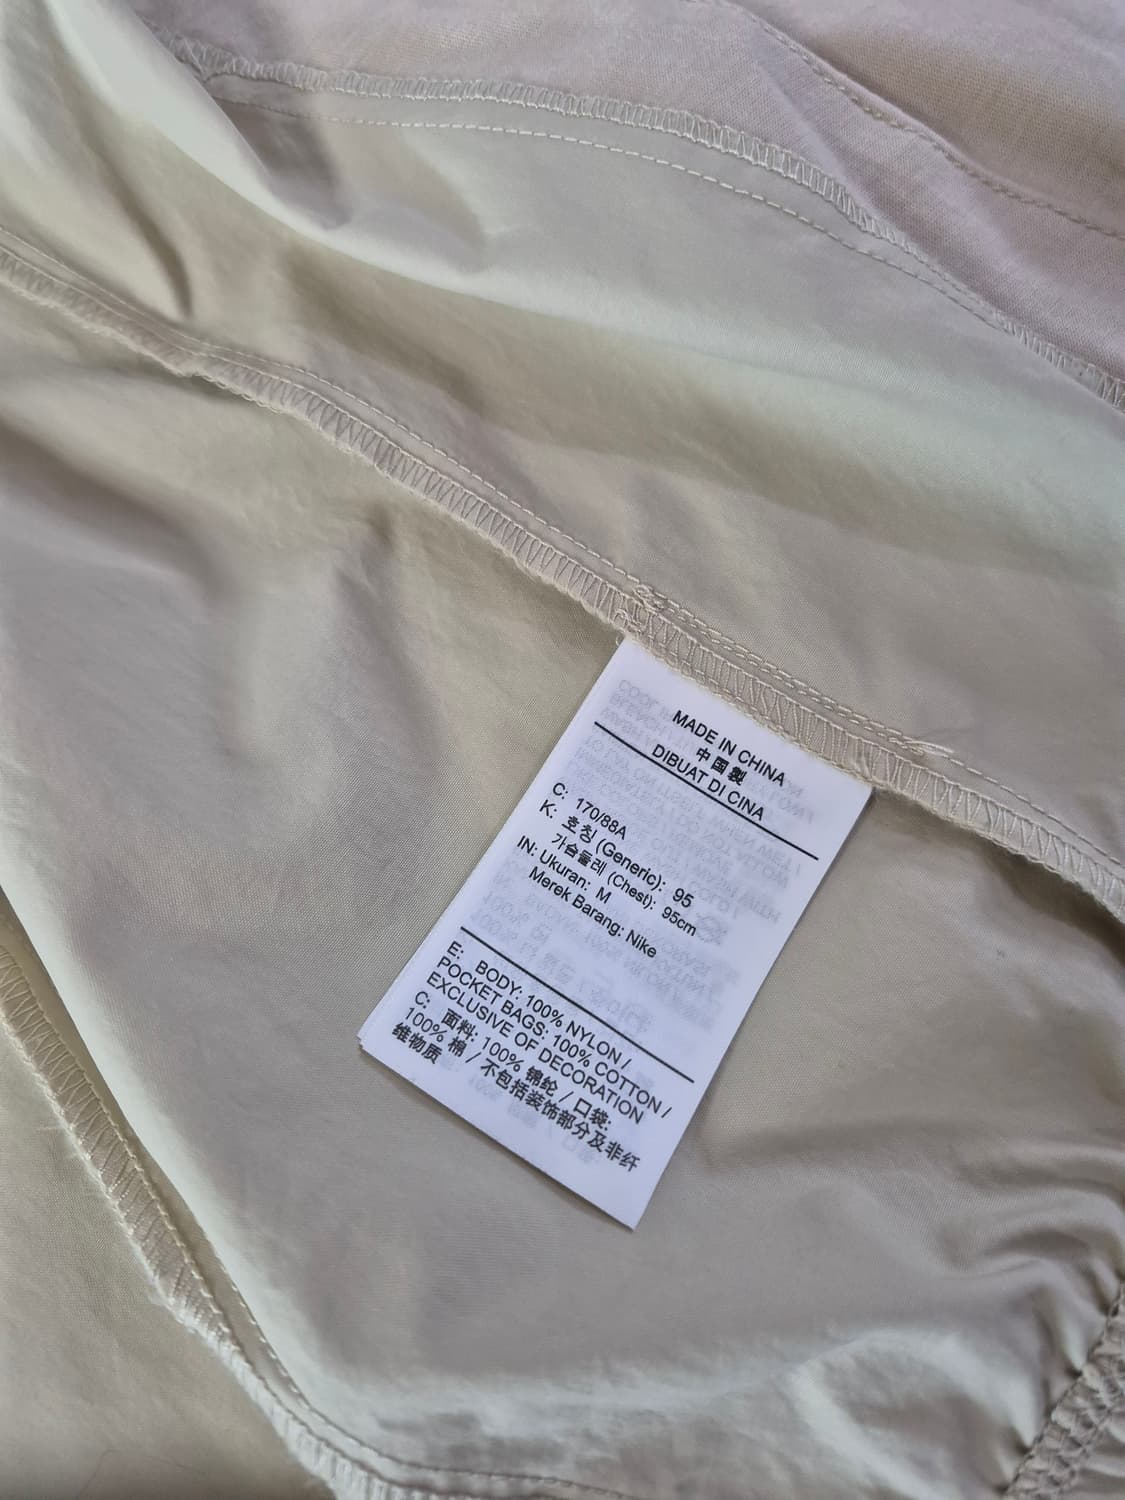 MADE IN CHINA
中国製
DIBUAT DI CINA
C: 170/88A
K: 호칭 (Generic): 95
가슴둘레 (Chest): 95cm
IN: Ukuran: M
Merek Barang: Nike
E: BODY: 100% NYLON /
POCKET BAGS: 100% COTTON /
EXCLUSIVE OF DECORATION
C: 面料: 100% 锦纶 / 口袋:
100% 棉 / 不包括装饰部分及非纤
维物质